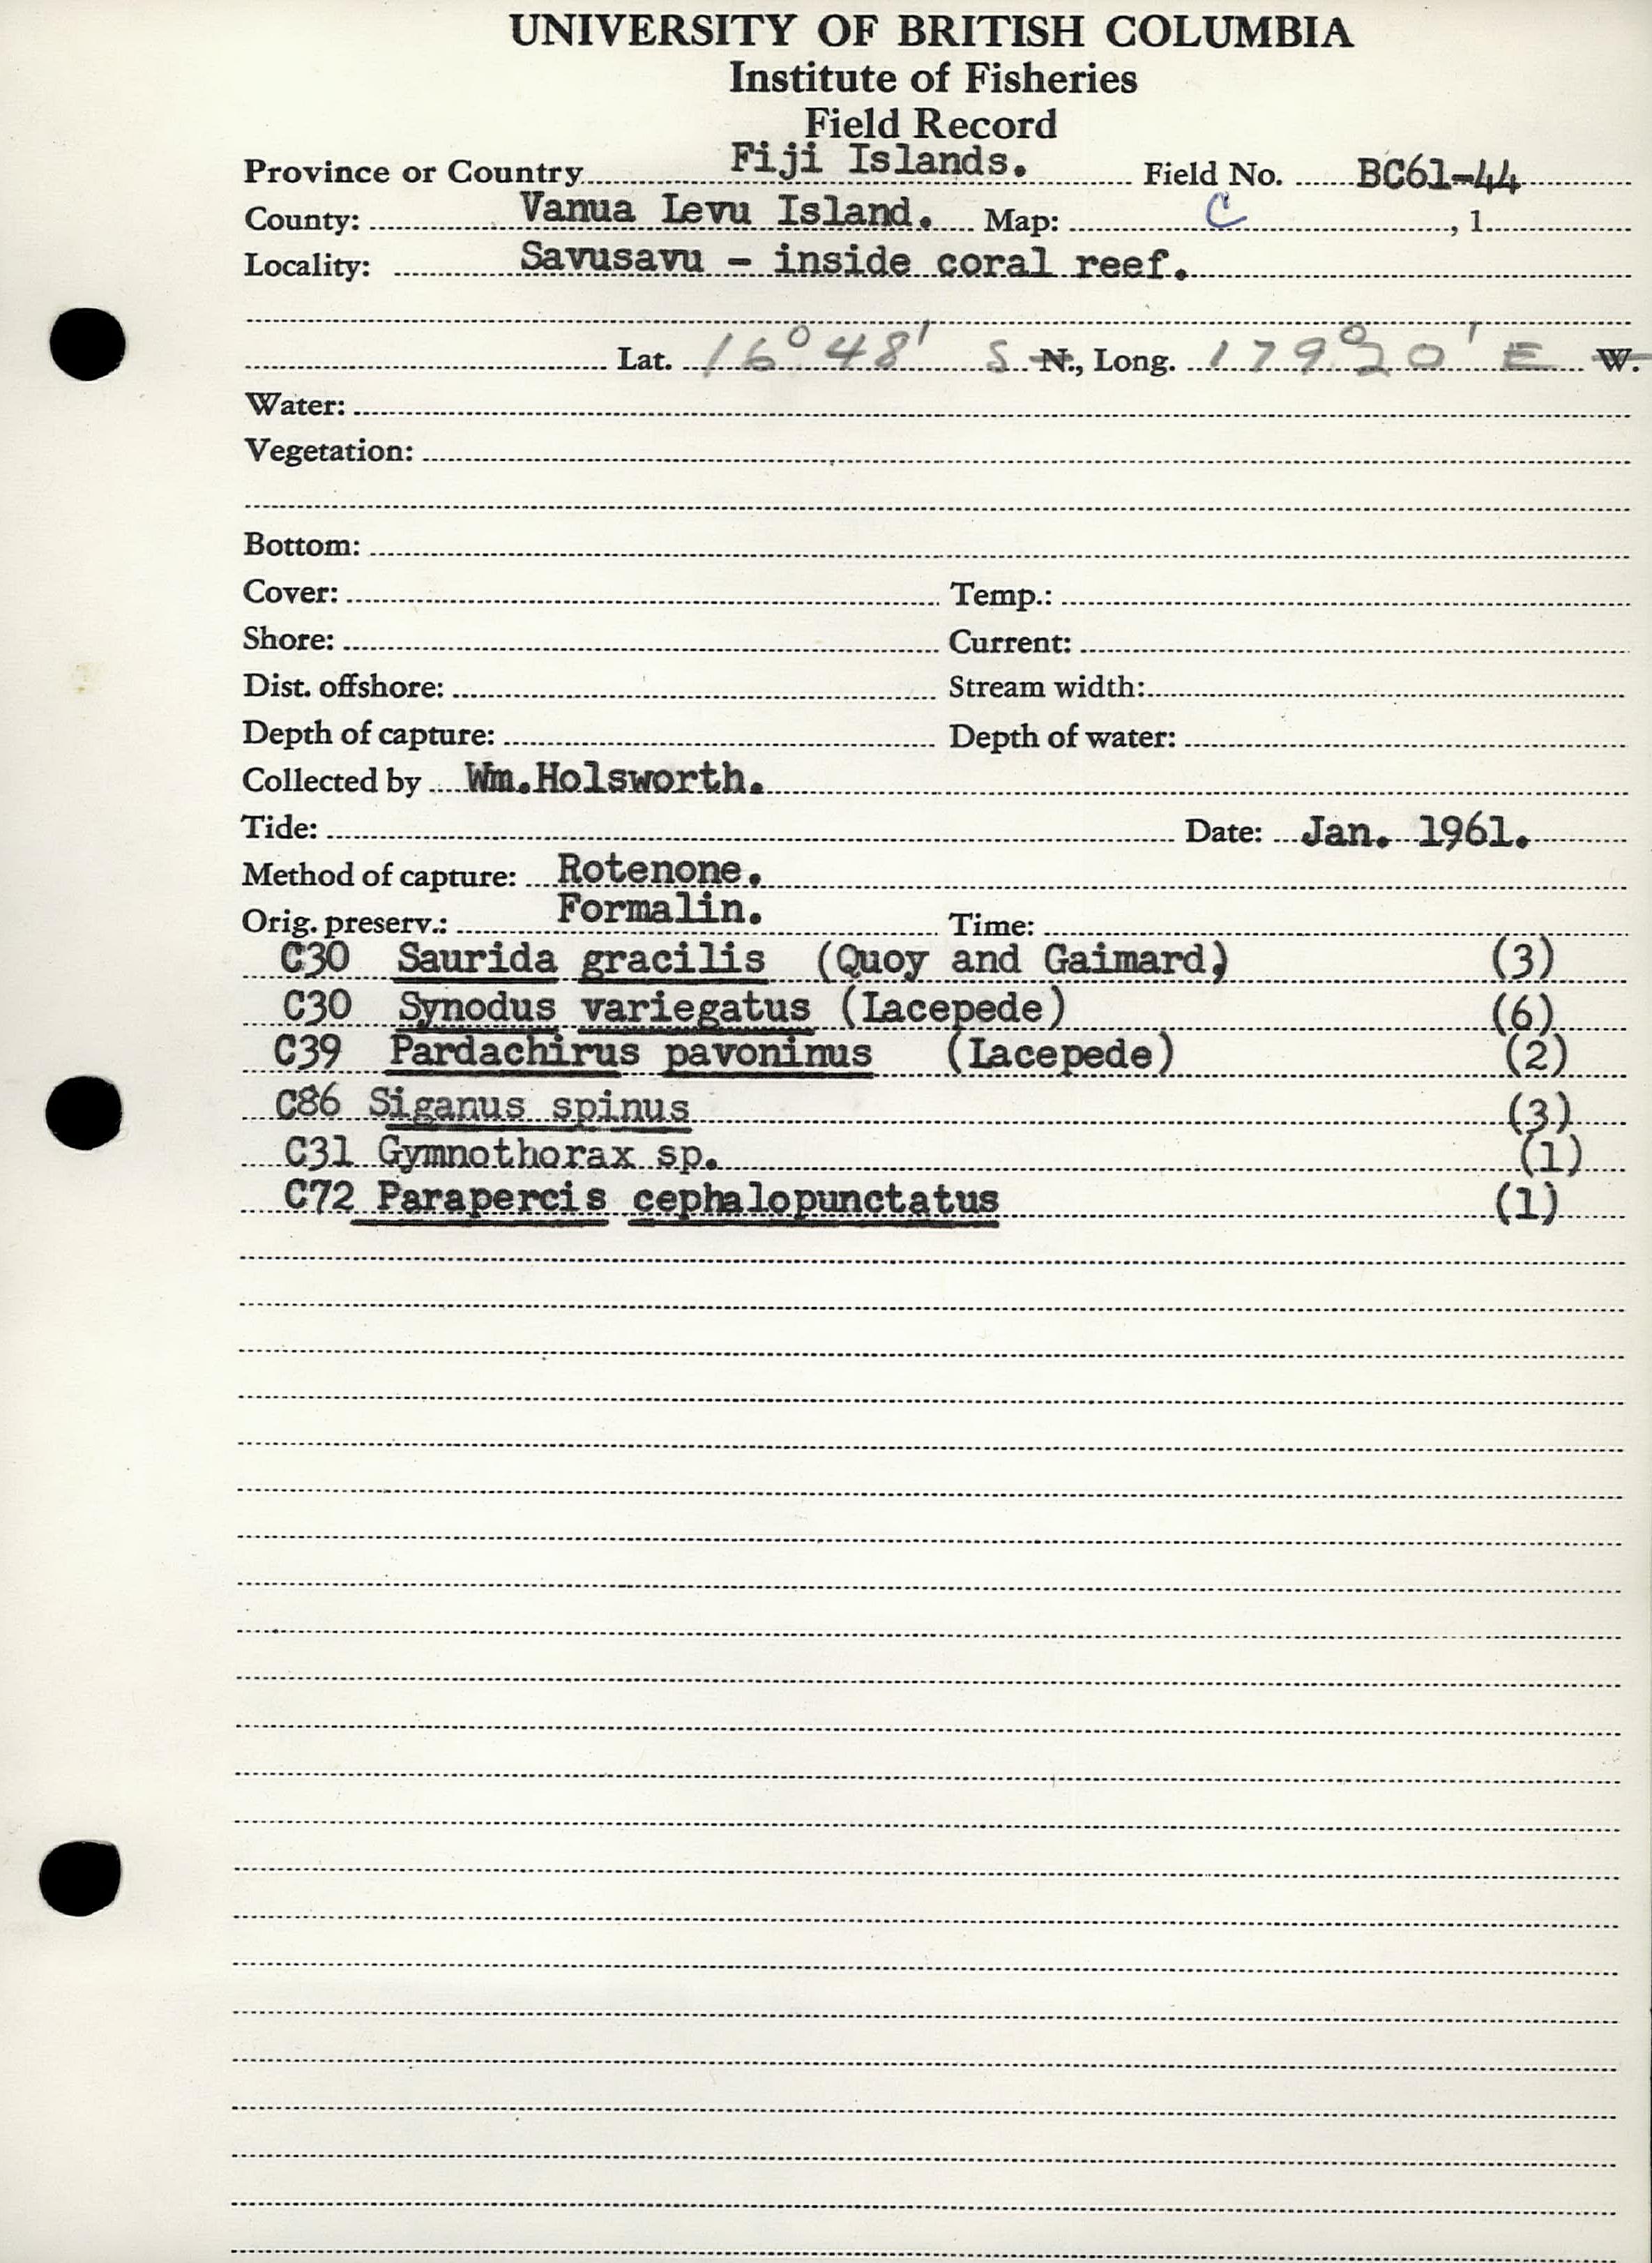 UNIVERSITY OF BRITISH COLUMBIA
Institute of Fisheries
Field Record
Province or Country Fiji Islands. Field No. BC61-44
County: Vanua Levu Island. Map: C , 1.
Locality: Savusavu - inside coral reef.
Lat. 16°48' S N., Long. 179°20' E W.
Water:
Vegetation:
Bottom:
Cover: Temp.:
Shore: Current:
Dist. offshore: Stream width:
Depth of capture: Depth of water:
Collected by Wm.Holsworth.
Tide: Date: Jan. 1961.
Method of capture: Rotenone.
Orig. preserv.: Formalin. Time:
C30 Saurida gracilis (Quoy and Gaimard) (3)
C30 Synodus variegatus (Lacepede) (6)
C39 Pardachirus pavoninus (Lacepede) (2)
C86 Siganus spinus (3)
C31 Gymnothorax sp. (1)
C72 Parapercis cephalopunctatus (1)